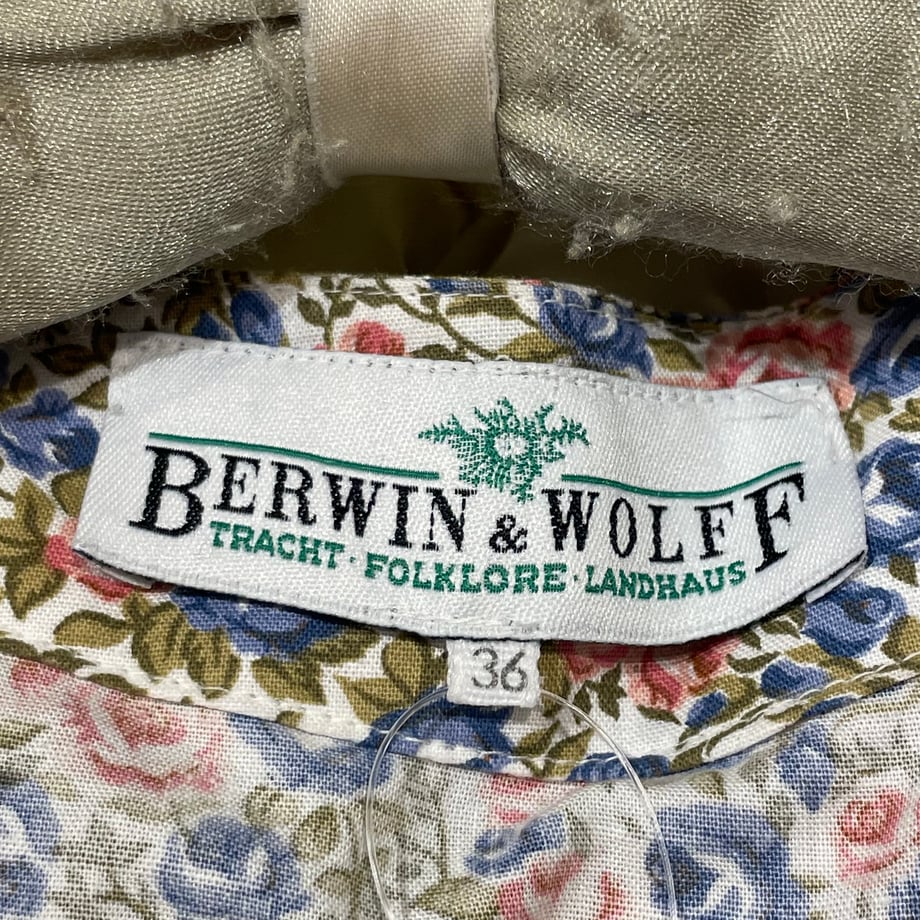 BERWIN & WOLFF
TRACHT · FOLKLORE · LANDHAUS
36